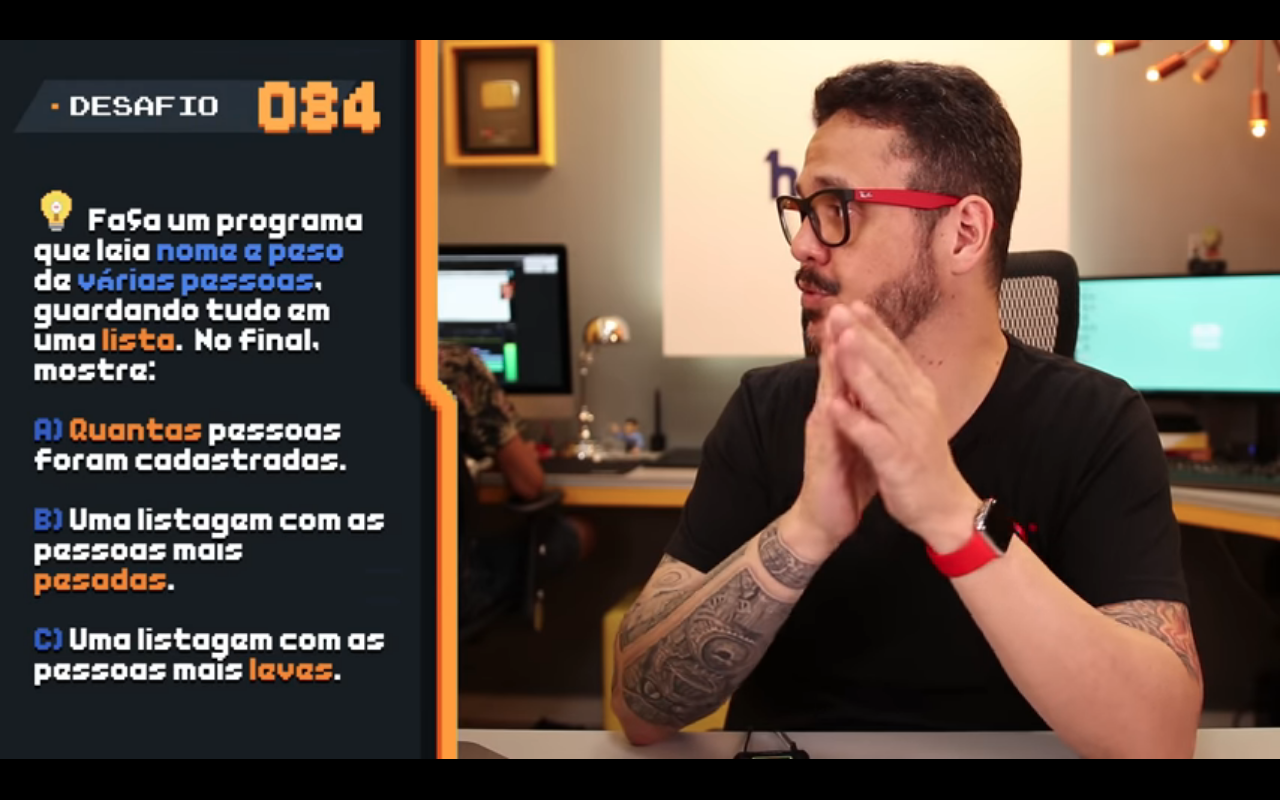 · DESAFIO 084
Faça um programa
que leia nome e peso
de várias pessoas,
guardando tudo em
uma lista. No final,
mostre:
A) Quantas pessoas
foram cadastradas.
B) Uma listagem com as
pessoas mais
pesadas.
C) Uma listagem com as
pessoas mais leves.
h
Ray-Ban